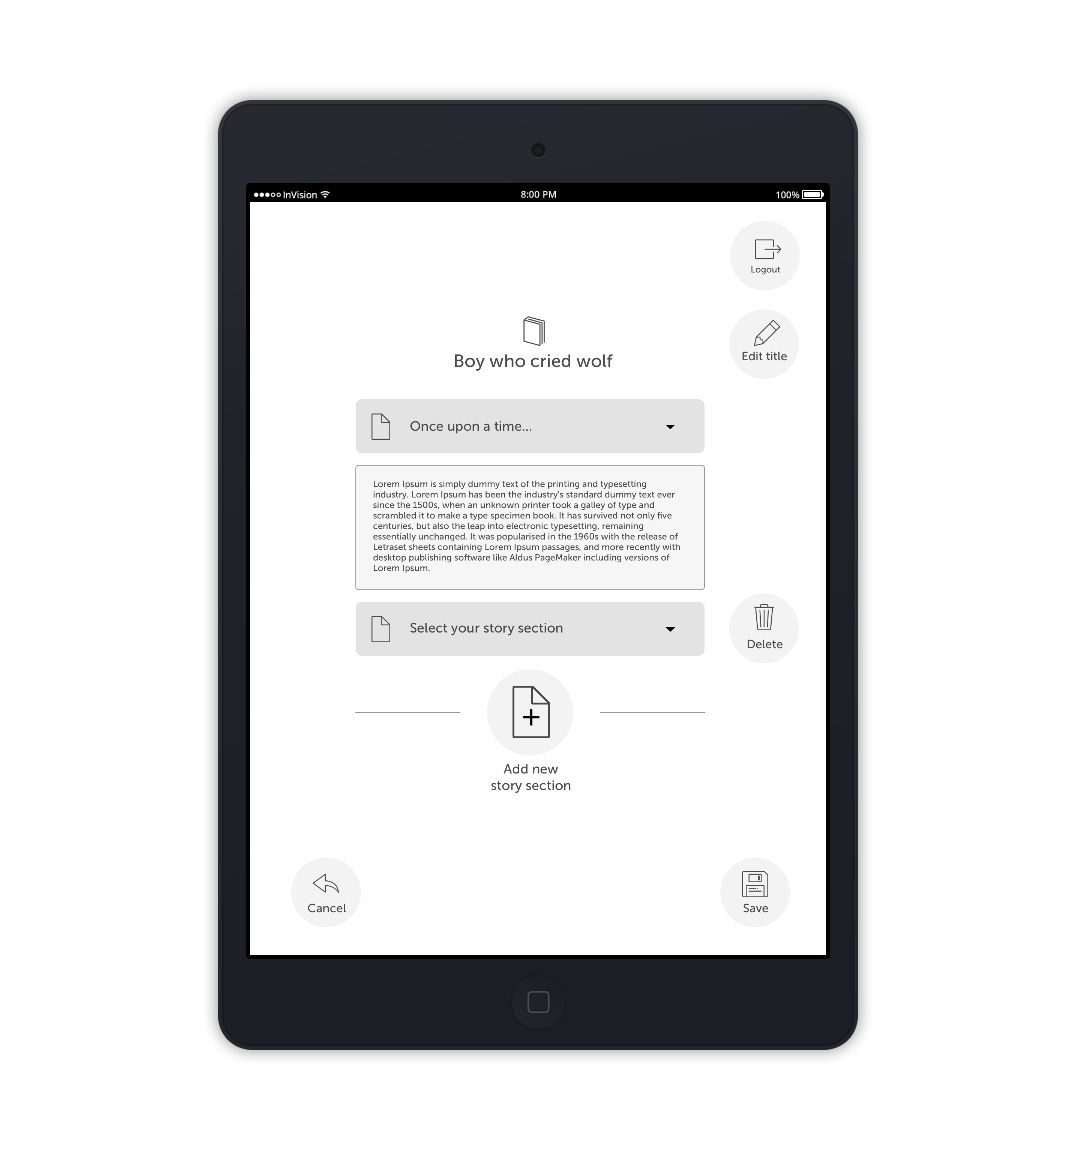 InVision
8:00 PM
100%
Logout
Edit title
Boy who cried wolf
Once upon a time...
Lorem Ipsum is simply dummy text of the printing and typesetting
industry. Lorem Ipsum has been the industry's standard dummy text ever
since the 1500s, when an unknown printer took a galley of type and
scrambled it to make a type specimen book. It has survived not only five
centuries, but also the leap into electronic typesetting, remaining
essentially unchanged. It was popularised in the 1960s with the release of
Letraset sheets containing Lorem Ipsum passages, and more recently with
desktop publishing software like Aldus PageMaker including versions of
Lorem Ipsum.
Select your story section
Delete
Add new
story section
Cancel
Save